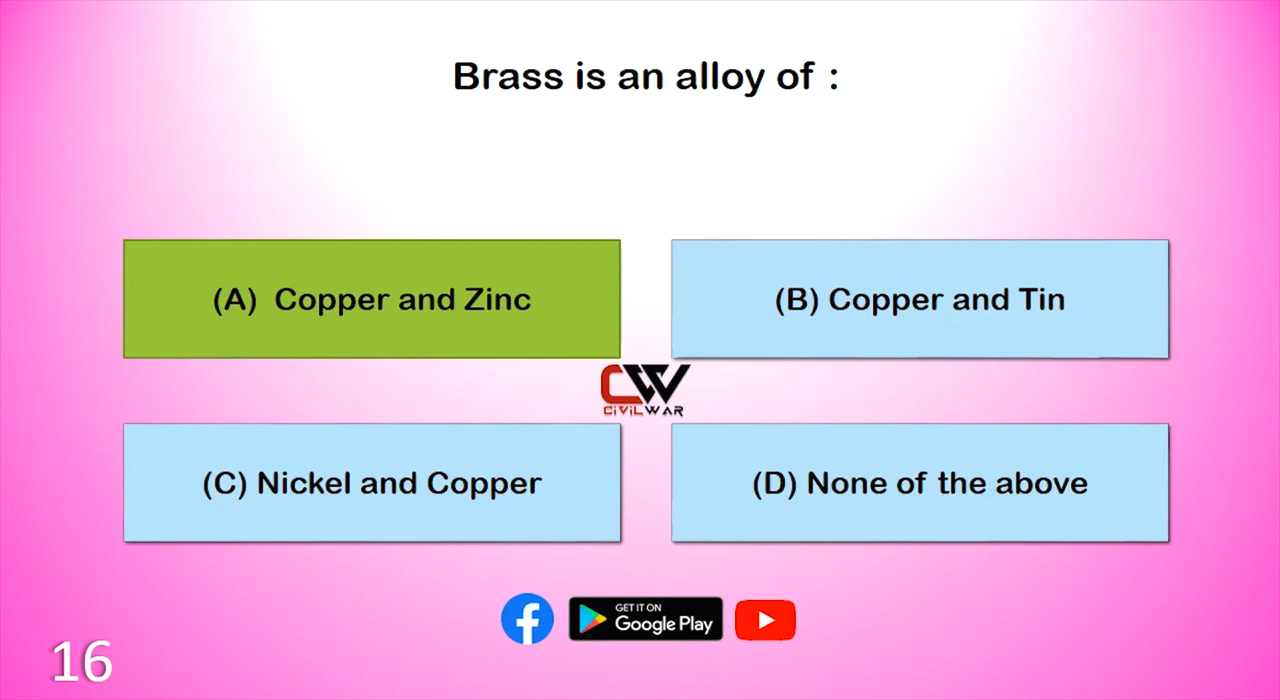 Brass is an alloy of :
(A) Copper and Zinc
(B) Copper and Tin
CW
CIVIL WAR
(C) Nickel and Copper
(D) None of the above
GET IT ON
Google Play
16